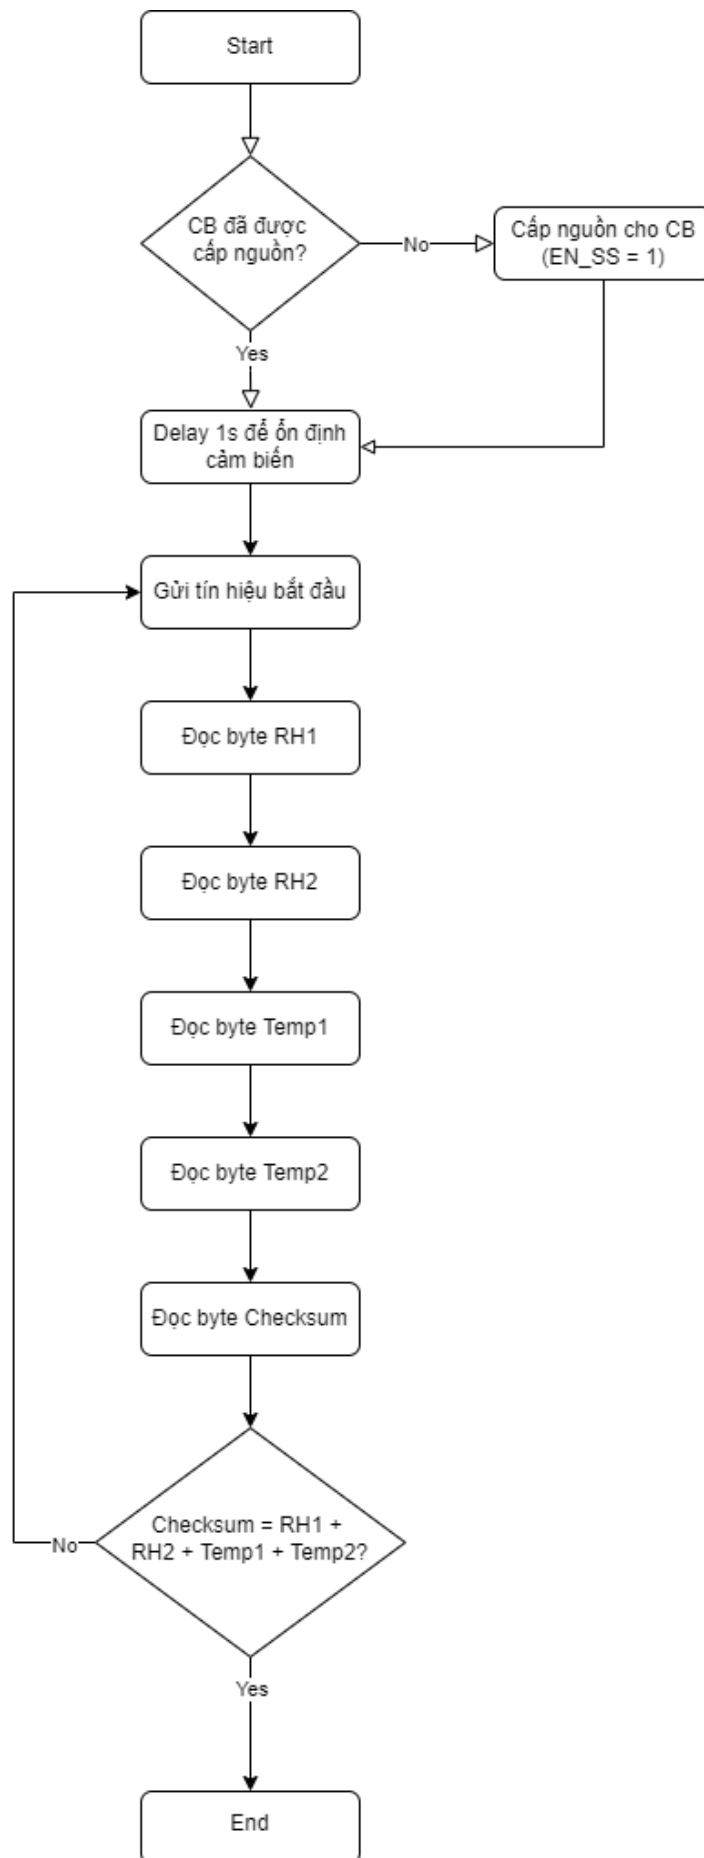 Start
CB đã được
cấp nguồn?
No
Cấp nguồn cho CB
(EN_SS = 1)
Yes
Delay 1s để ổn định
cảm biến
Gửi tín hiệu bắt đầu
Đọc byte RH1
Đọc byte RH2
Đọc byte Temp1
Đọc byte Temp2
Đọc byte Checksum
Checksum = RH1 +
RH2 + Temp1 + Temp2?
No
Yes
End